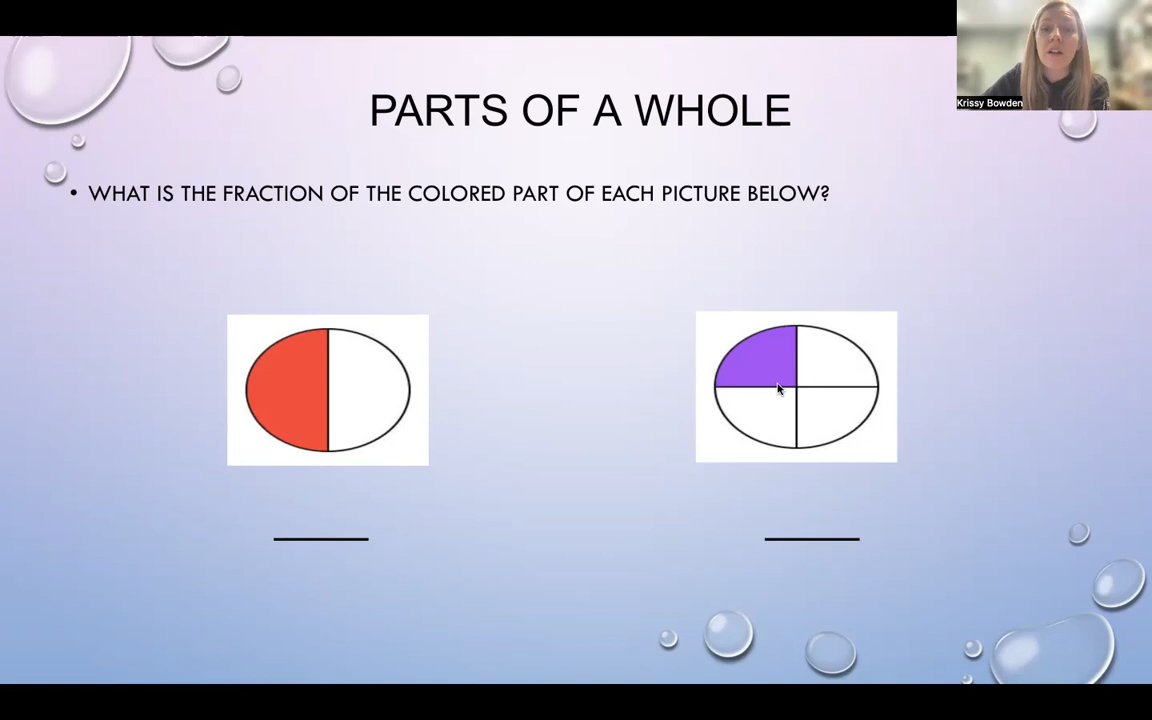 PARTS OF A WHOLE
• WHAT IS THE FRACTION OF THE COLORED PART OF EACH PICTURE BELOW?
Krissy Bowden